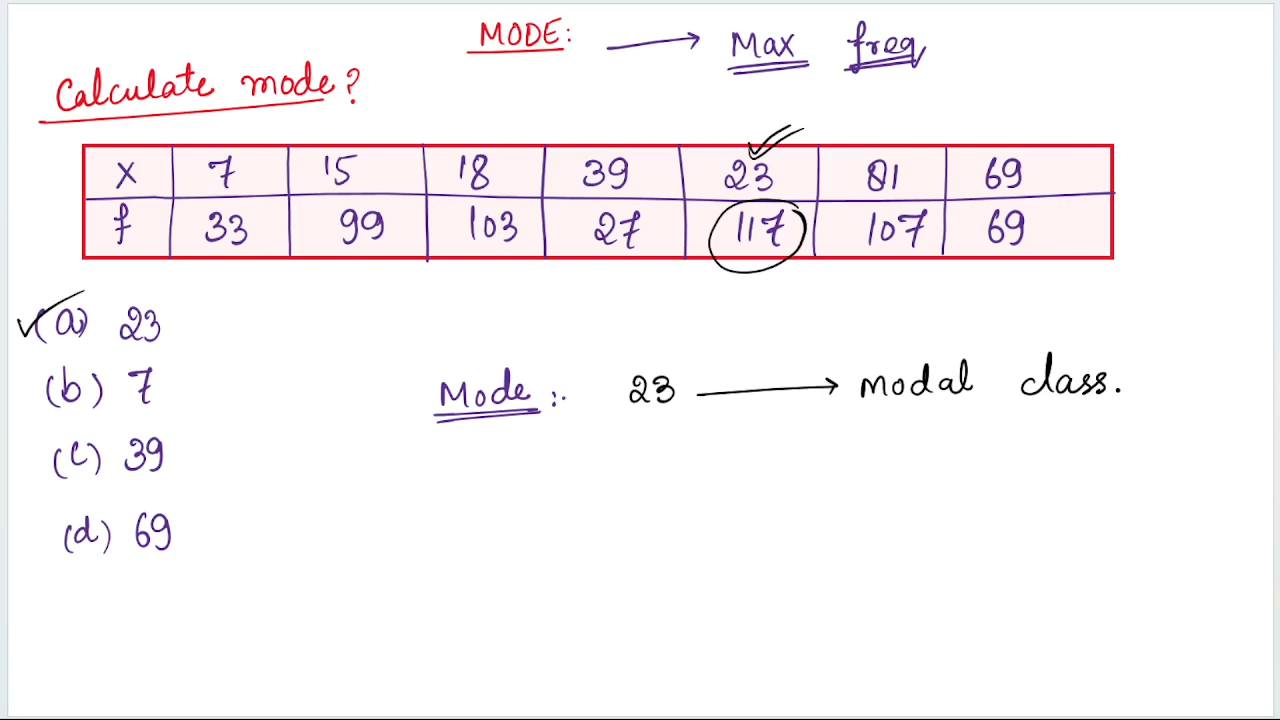 MODE: → Max freq
Calculate mode?
X 7 15 18 39 23 81 69
f 33 99 103 27 117 107 69
(a) 23
(b) 7
Mode :. 23 → modal class.
(c) 39
(d) 69